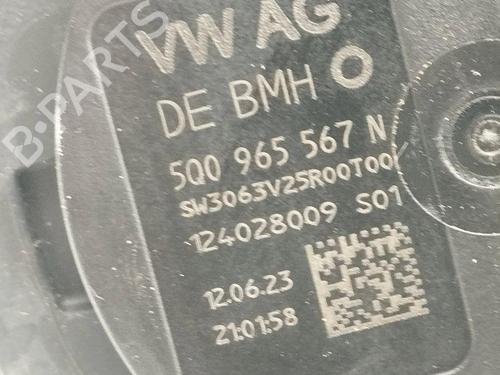 VW AG
DE BMH O
5Q0 965 567 N
SW3063V25R00T00
124028009 S01
12.06.23
21:01:58
B-PARTS